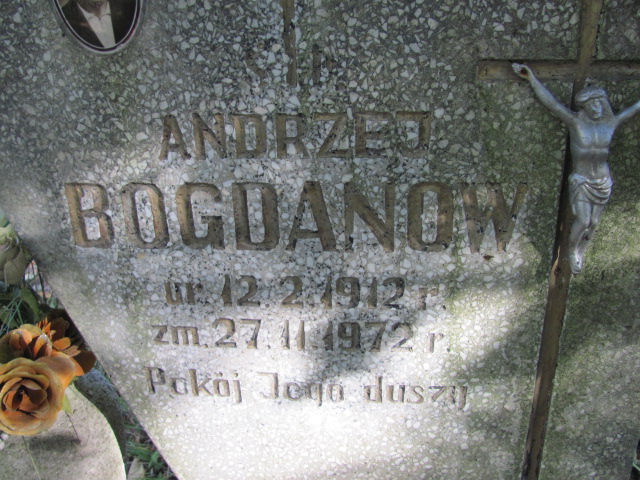 Ś.P.
ANDRZEJ
BOGDANOW
ur. 12.2.1912 r.
zm. 27.11.1972 r.
Pokój Jego duszy